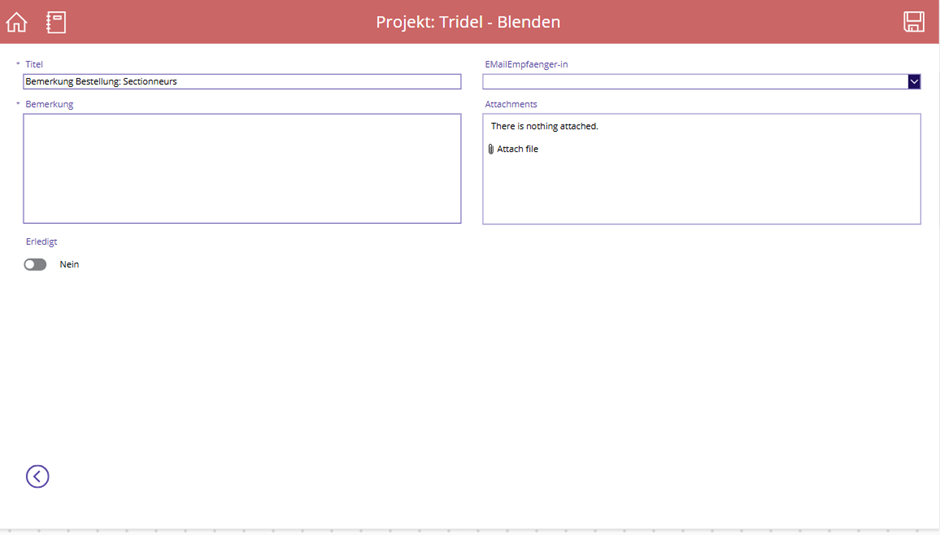 Projekt: Tridel - Blenden
* Titel
Bemerkung Bestellung: Sectionneurs
EMailEmpfaenger-in
* Bemerkung
Attachments
There is nothing attached.
Attach file
Erledigt
Nein